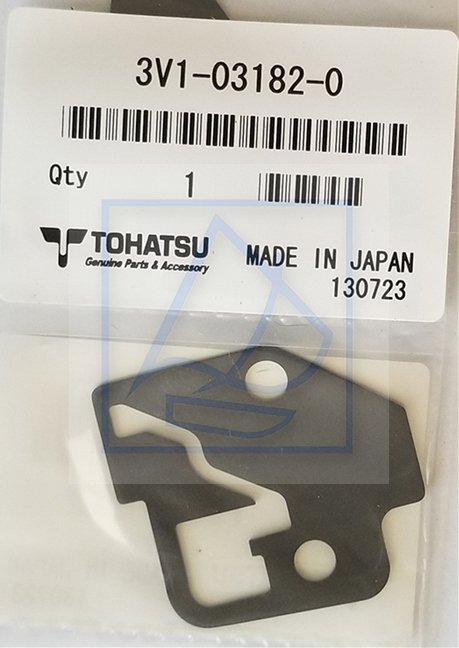 3V1-03182-0
Qty 1
TOHATSU
Genuine Parts & Accessory
MADE IN JAPAN
130723